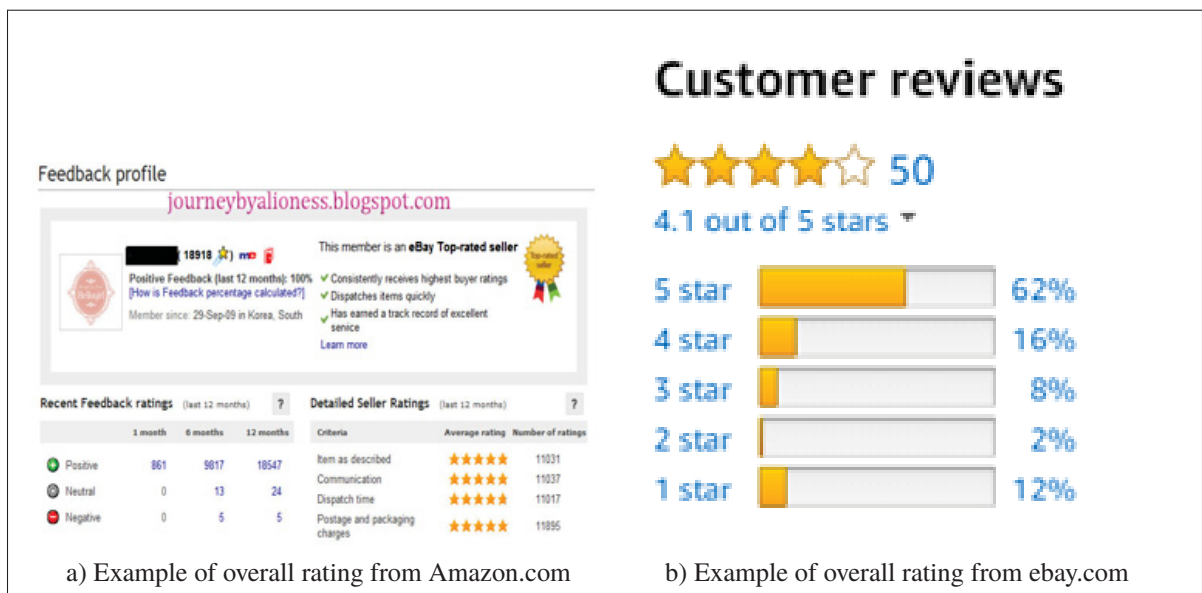 Feedback profile
journeybyalioness.blogspot.com
( 18918 ) me
Positive Feedback (last 12 months): 100%
[How is Feedback percentage calculated?]
Member since: 29-Sep-09 in Korea, South
This member is an eBay Top-rated seller
Consistently receives highest buyer ratings
Dispatches items quickly
Has earned a track record of excellent
service
Learn more
Top-rated
seller
Recent Feedback ratings (last 12 months) ?
1 month 6 months 12 months
Positive 861 9817 18547
Neutral 0 13 24
Negative 0 5 5
Detailed Seller Ratings (last 12 months) ?
Criteria Average rating Number of ratings
Item as described 11031
Communication 11037
Dispatch time 11017
Postage and packaging
charges 11895
a) Example of overall rating from Amazon.com
Customer reviews
50
4.1 out of 5 stars
5 star 62%
4 star 16%
3 star 8%
2 star 2%
1 star 12%
b) Example of overall rating from ebay.com